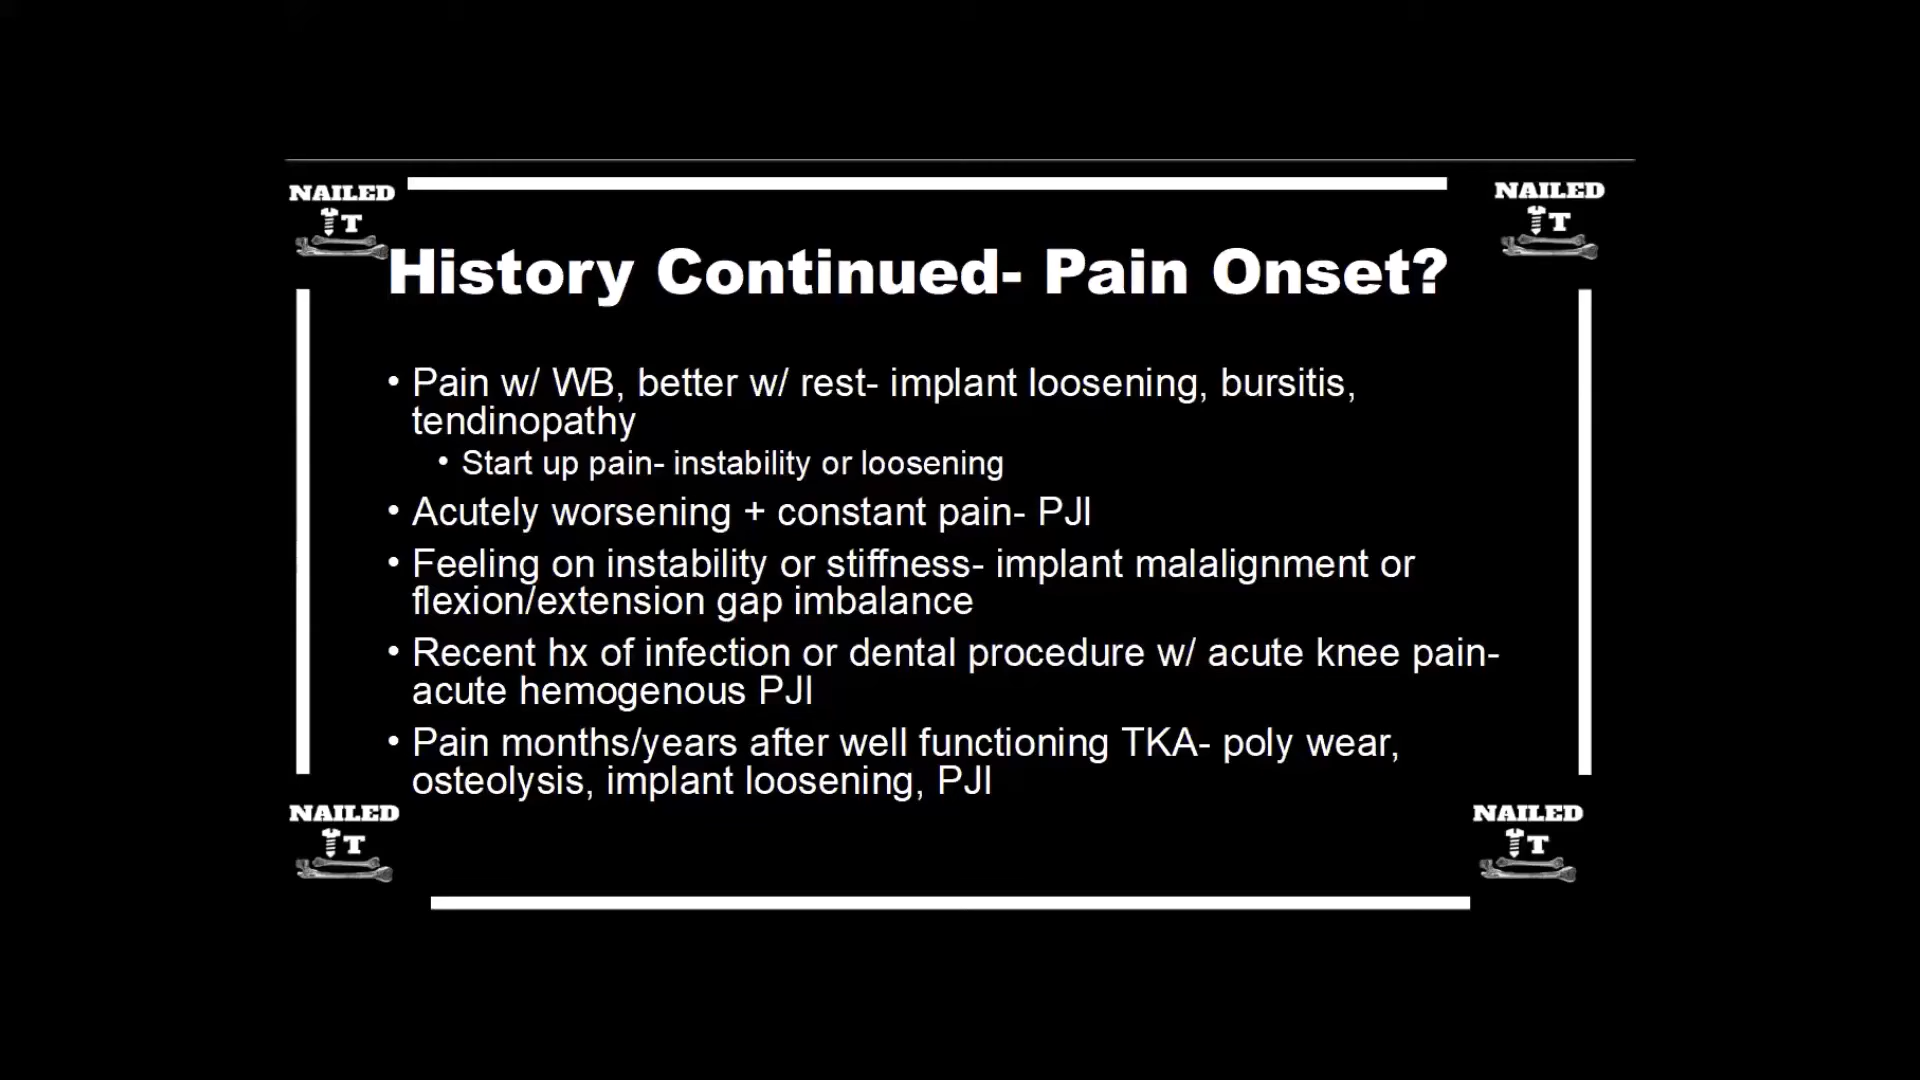 NAILED
IT
NAILED
IT
History Continued- Pain Onset?
• Pain w/ WB, better w/ rest- implant loosening, bursitis,
tendinopathy
• Start up pain- instability or loosening
• Acutely worsening + constant pain- PJI
• Feeling on instability or stiffness- implant malalignment or
flexion/extension gap imbalance
• Recent hx of infection or dental procedure w/ acute knee pain-
acute hemogenous PJI
• Pain months/years after well functioning TKA- poly wear,
osteolysis, implant loosening, PJI
NAILED
IT
NAILED
IT